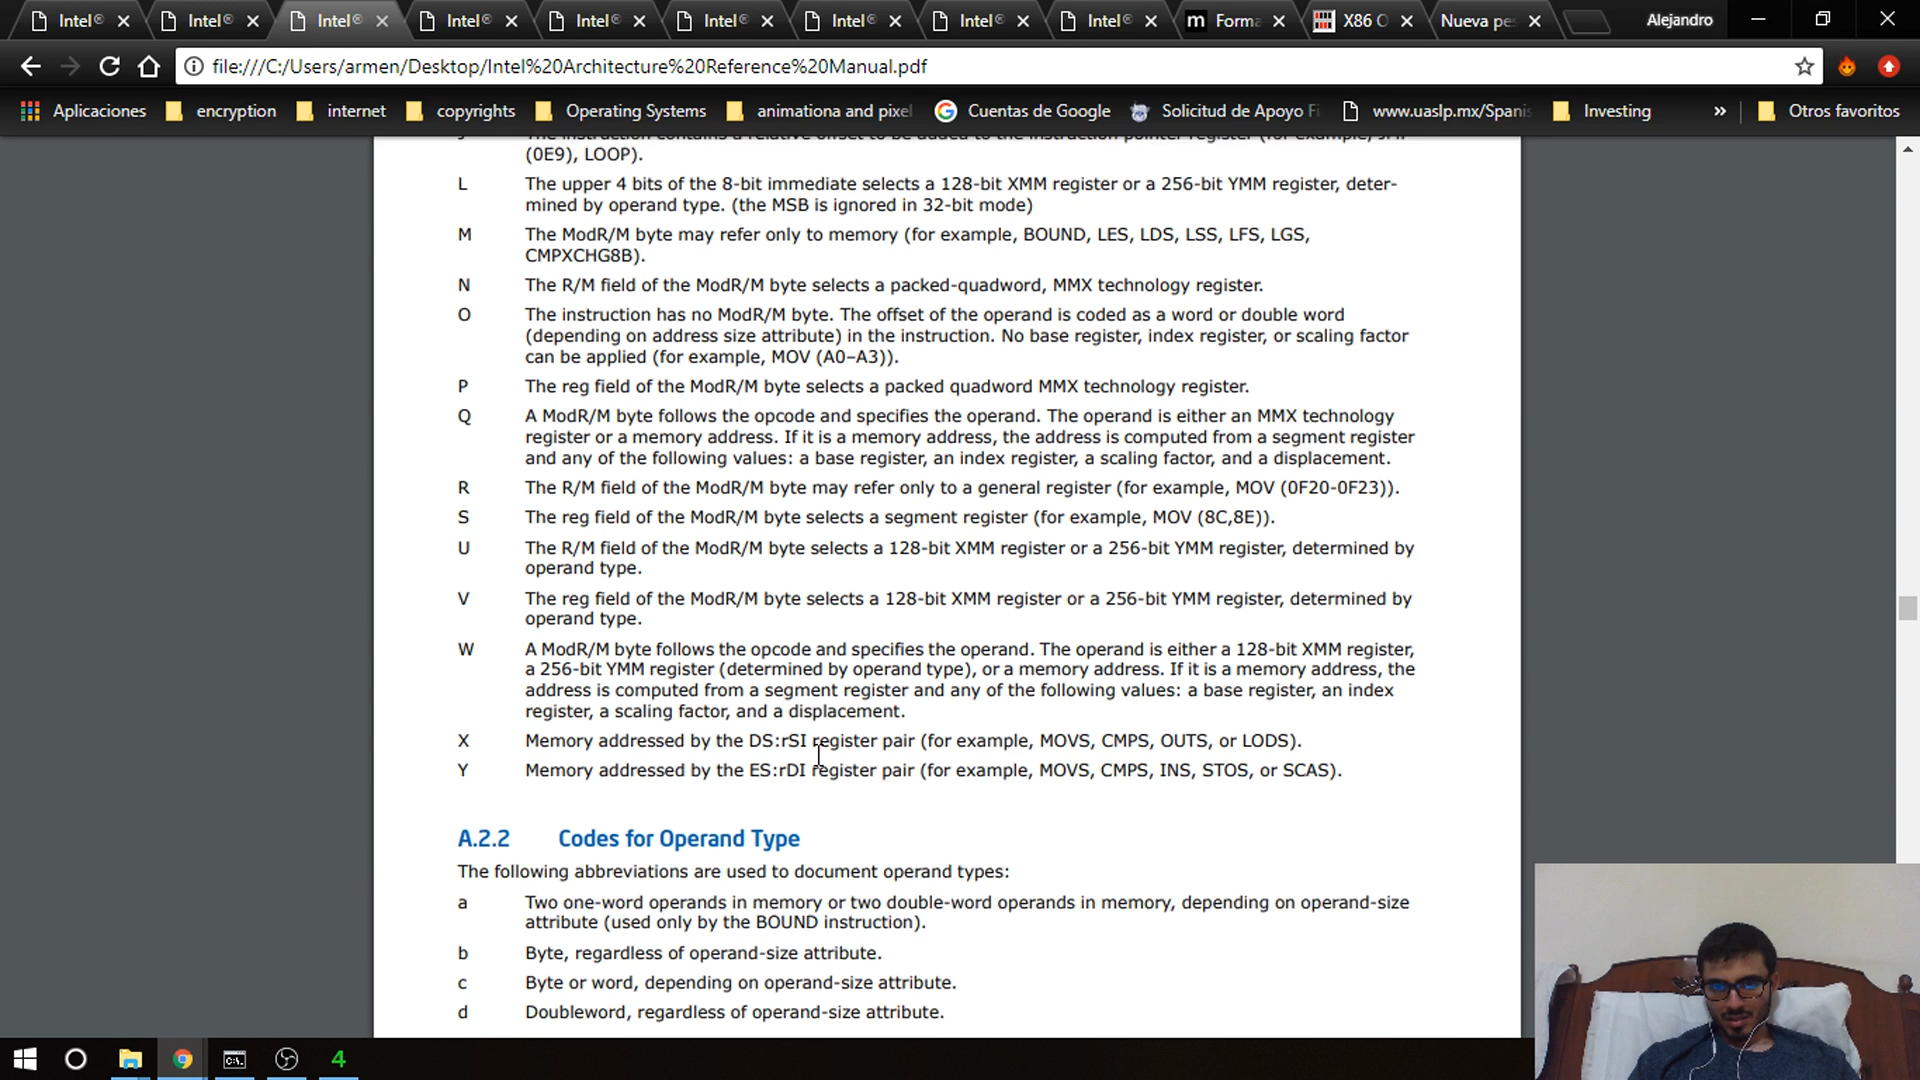 Intel®
Intel®
Intel®
Intel®
Intel®
Intel®
Intel®
Intel®
Intel®
m Forma
X86 O
Nueva pe
Alejandro
file:///C:/Users/armen/Desktop/Intel%20Architecture%20Reference%20Manual.pdf
Aplicaciones
encryption
internet
copyrights
Operating Systems
animationa and pixel
Cuentas de Google
Solicitud de Apoyo Fi
www.uaslp.mx/Spanis
Investing
»
Otros favoritos
The instruction contains a relative offset to be added to the instruction pointer register (for example,
(0E9), LOOP).
L The upper 4 bits of the 8-bit immediate selects a 128-bit XMM register or a 256-bit YMM register, deter-
mined by operand type. (the MSB is ignored in 32-bit mode)
M The ModR/M byte may refer only to memory (for example, BOUND, LES, LDS, LSS, LFS, LGS,
CMPXCHG8B).
N The R/M field of the ModR/M byte selects a packed-quadword, MMX technology register.
O The instruction has no ModR/M byte. The offset of the operand is coded as a word or double word
(depending on address size attribute) in the instruction. No base register, index register, or scaling factor
can be applied (for example, MOV (A0–A3)).
P The reg field of the ModR/M byte selects a packed quadword MMX technology register.
Q A ModR/M byte follows the opcode and specifies the operand. The operand is either an MMX technology
register or a memory address. If it is a memory address, the address is computed from a segment register
and any of the following values: a base register, an index register, a scaling factor, and a displacement.
R The R/M field of the ModR/M byte may refer only to a general register (for example, MOV (0F20-0F23)).
S The reg field of the ModR/M byte selects a segment register (for example, MOV (8C,8E)).
U The R/M field of the ModR/M byte selects a 128-bit XMM register or a 256-bit YMM register, determined by
operand type.
V The reg field of the ModR/M byte selects a 128-bit XMM register or a 256-bit YMM register, determined by
operand type.
W A ModR/M byte follows the opcode and specifies the operand. The operand is either a 128-bit XMM register,
a 256-bit YMM register (determined by operand type), or a memory address. If it is a memory address, the
address is computed from a segment register and any of the following values: a base register, an index
register, a scaling factor, and a displacement.
X Memory addressed by the DS:rSI register pair (for example, MOVS, CMPS, OUTS, or LODS).
Y Memory addressed by the ES:rDI register pair (for example, MOVS, CMPS, INS, STOS, or SCAS).
A.2.2 Codes for Operand Type
The following abbreviations are used to document operand types:
a Two one-word operands in memory or two double-word operands in memory, depending on operand-size
attribute (used only by the BOUND instruction).
b Byte, regardless of operand-size attribute.
c Byte or word, depending on operand-size attribute.
d Doubleword, regardless of operand-size attribute.
4